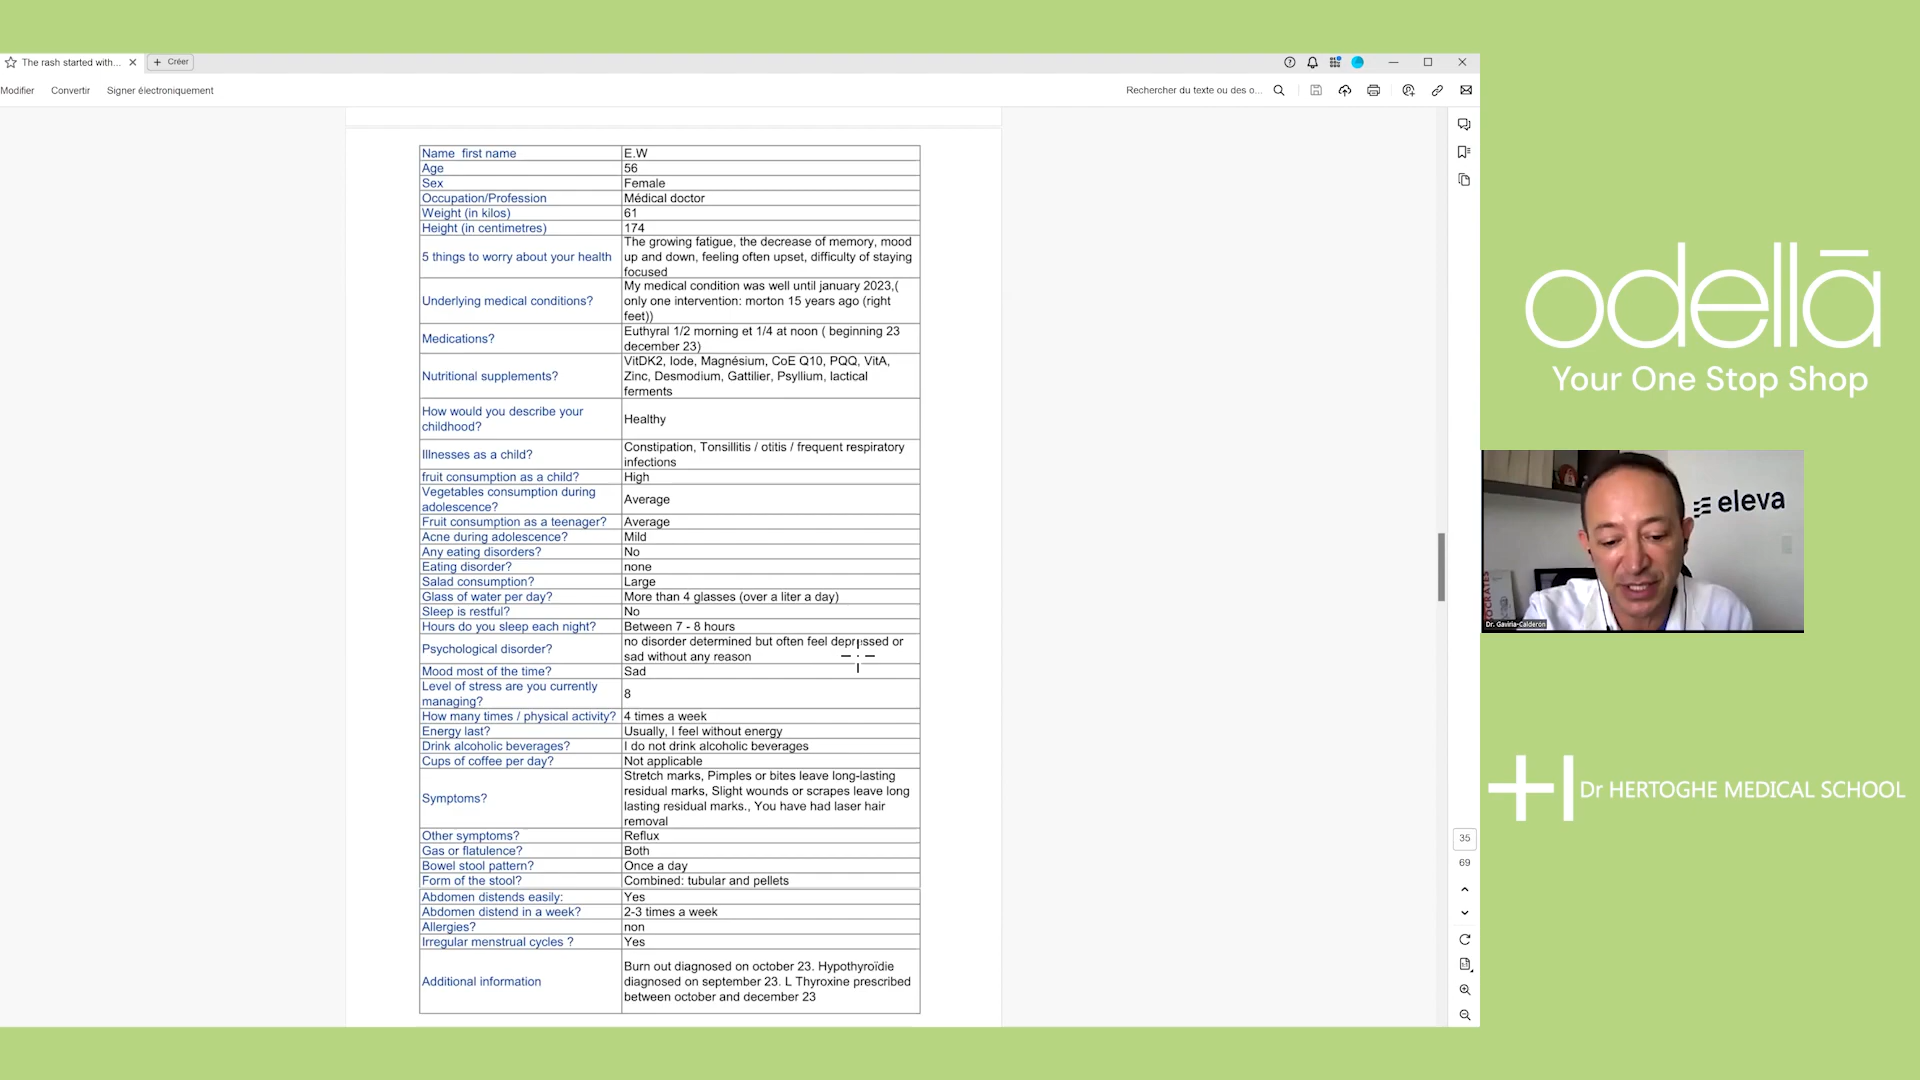 The rash started with...
Créer
Modifier
Convertir
Signer électroniquement
Rechercher du texte ou des o...
Name first name E.W
Age 56
Sex Female
Occupation/Profession Médical doctor
Weight (in kilos) 61
Height (in centimetres) 174
5 things to worry about your health
The growing fatigue, the decrease of memory, mood
up and down, feeling often upset, difficulty of staying
focused
Underlying medical conditions?
My medical condition was well until january 2023,(
only one intervention: morton 15 years ago (right
feet))
Medications?
Euthyral 1/2 morning et 1/4 at noon ( beginning 23
december 23)
Nutritional supplements?
VitDK2, Iode, Magnésium, CoE Q10, PQQ, VitA,
Zinc, Desmodium, Gattilier, Psyllium, lactical
ferments
How would you describe your
childhood?
Healthy
Illnesses as a child?
Constipation, Tonsillitis / otitis / frequent respiratory
infections
fruit consumption as a child? High
Vegetables consumption during
adolescence?
Average
Fruit consumption as a teenager? Average
Acne during adolescence? Mild
Any eating disorders? No
Eating disorder? none
Salad consumption? Large
Glass of water per day? More than 4 glasses (over a liter a day)
Sleep is restful? No
Hours do you sleep each night? Between 7 - 8 hours
Psychological disorder?
no disorder determined but often feel depressed or
sad without any reason
Mood most of the time? Sad
Level of stress are you currently
managing?
8
How many times / physical activity? 4 times a week
Energy last? Usually, I feel without energy
Drink alcoholic beverages? I do not drink alcoholic beverages
Cups of coffee per day? Not applicable
Symptoms?
Stretch marks, Pimples or bites leave long-lasting
residual marks, Slight wounds or scrapes leave long
lasting residual marks., You have had laser hair
removal
Other symptoms? Reflux
Gas or flatulence? Both
Bowel stool pattern? Once a day
Form of the stool? Combined: tubular and pellets
Abdomen distends easily: Yes
Abdomen distend in a week? 2-3 times a week
Allergies? non
Irregular menstrual cycles ? Yes
Additional information
Burn out diagnosed on october 23. Hypothyroïdie
diagnosed on september 23. L Thyroxine prescribed
between october and december 23
35
69
odellā
Your One Stop Shop
eleva
Dr. Gaviria-Calderon
Dr HERTOGHE MEDICAL SCHOOL